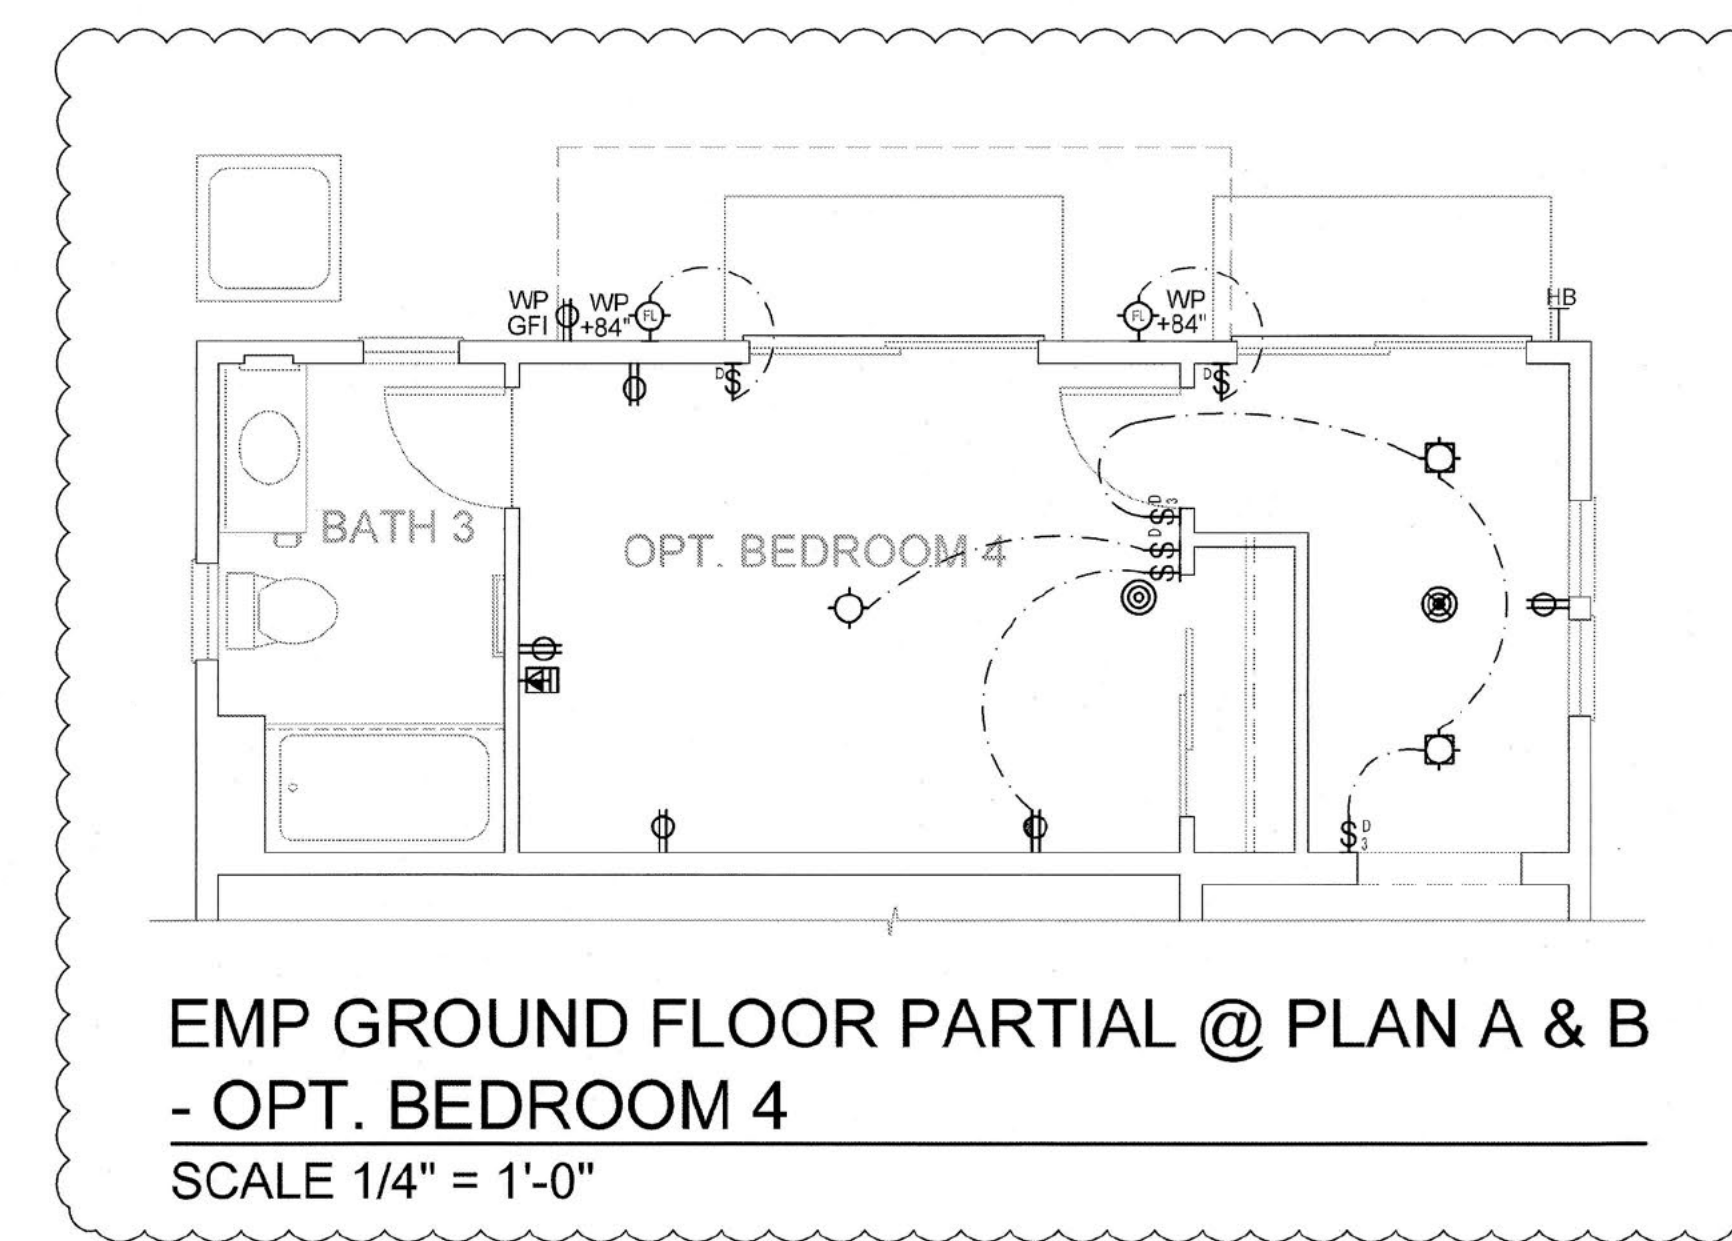 WP
GFI
WP
+84"
FL
FL
WP
+84"
HB
D
$
D
$
BATH 3
OPT. BEDROOM 4
$
D
3
$
D
$
$
D
3
EMP GROUND FLOOR PARTIAL @ PLAN A & B
- OPT. BEDROOM 4
SCALE 1/4" = 1'-0"